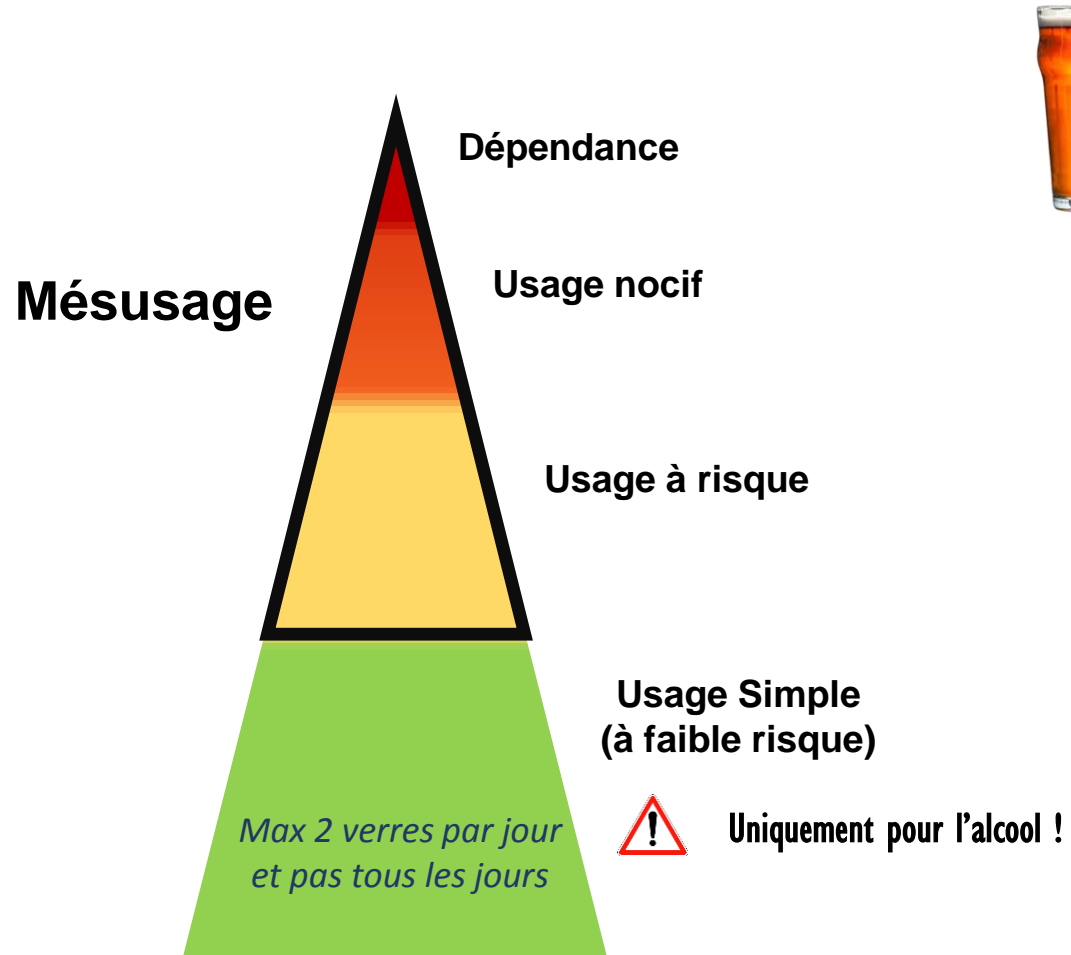 Dépendance
Usage nocif
Mésusage
Usage à risque
Usage Simple
(à faible risque)
Max 2 verres par jour
et pas tous les jours
Uniquement pour l'alcool !